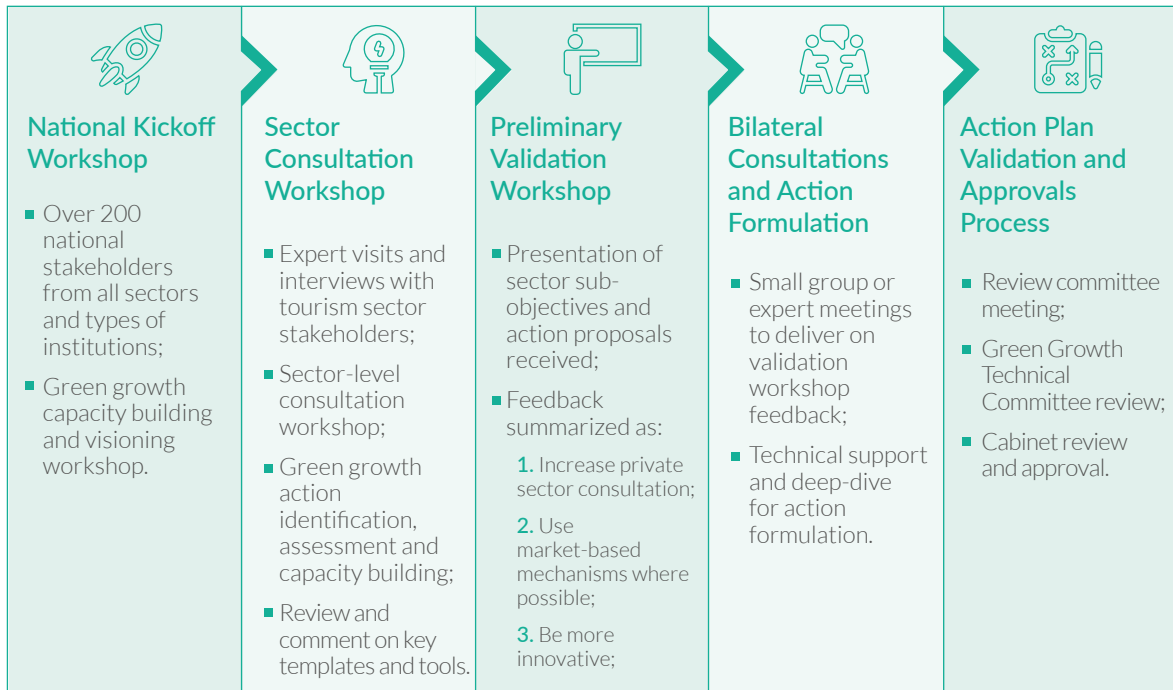 National Kickoff
Workshop
Over 200
national
stakeholders
from all sectors
and types of
institutions;
Green growth
capacity building
and visioning
workshop.
Sector
Consultation
Workshop
Expert visits and
interviews with
tourism sector
stakeholders;
Sector-level
consultation
workshop;
Green growth
action
identification,
assessment and
capacity building;
Review and
comment on key
templates and tools.
Preliminary
Validation
Workshop
Presentation of
sector sub-
objectives and
action proposals
received;
Feedback
summarized as:
1. Increase private
sector consultation;
2. Use
market-based
mechanisms where
possible;
3. Be more
innovative;
Bilateral
Consultations
and Action
Formulation
Small group or
expert meetings
to deliver on
validation
workshop
feedback;
Technical support
and deep-dive
for action
formulation.
Action Plan
Validation and
Approvals
Process
Review committee
meeting;
Green Growth
Technical
Committee review;
Cabinet review
and approval.